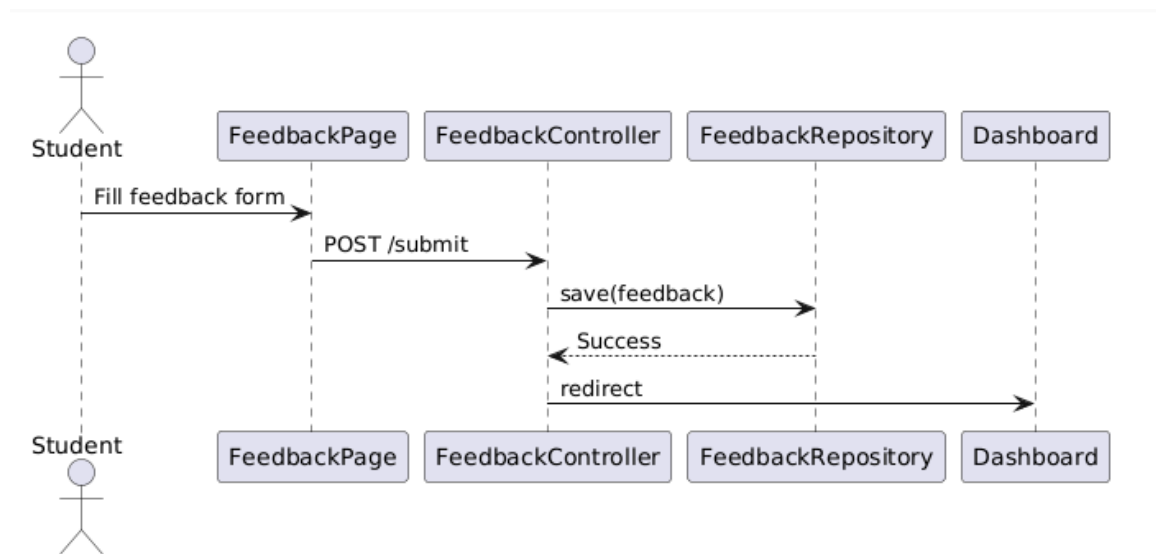 Student
FeedbackPage
FeedbackController
FeedbackRepository
Dashboard
Fill feedback form
POST /submit
save(feedback)
Success
redirect
Student
FeedbackPage
FeedbackController
FeedbackRepository
Dashboard